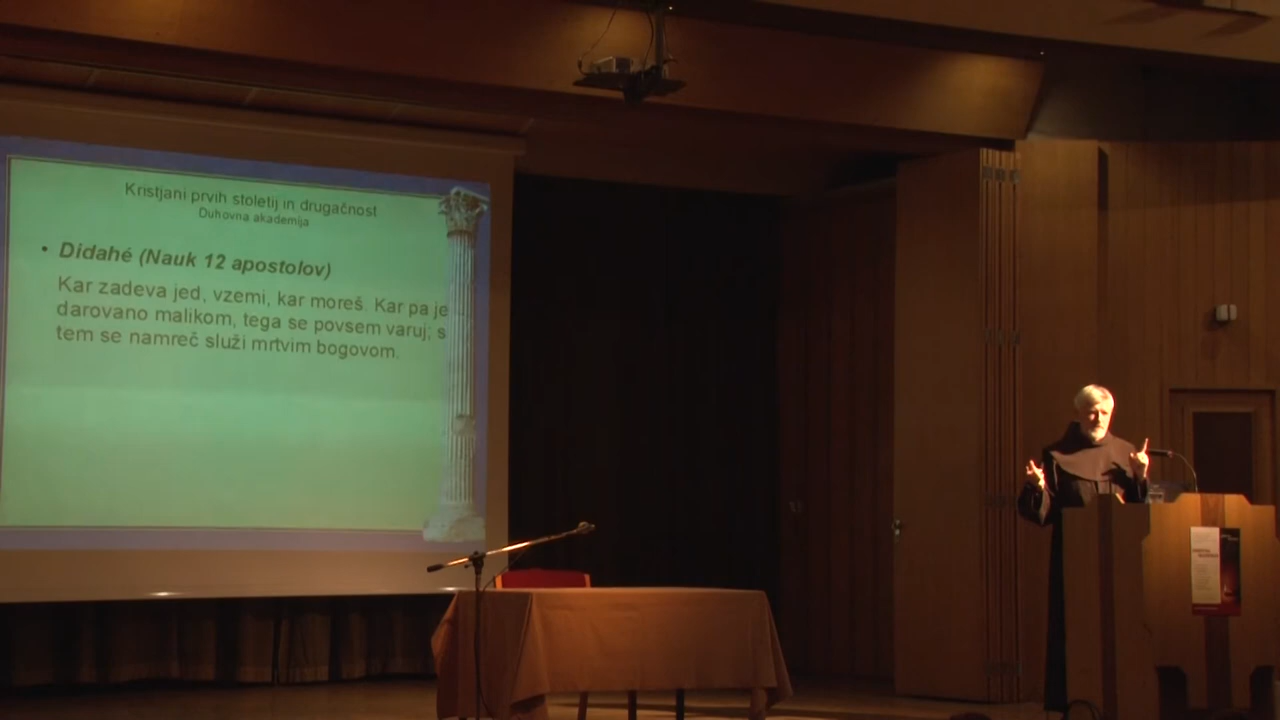 Kristjani prvih stoletij in drugačnost
Duhovna akademija
• Didahé (Nauk 12 apostolov)
Kar zadeva jed, vzemi, kar moreš. Kar pa je
darovano malikom, tega se povsem varuj; s
tem se namreč služi mrtvim bogovom.